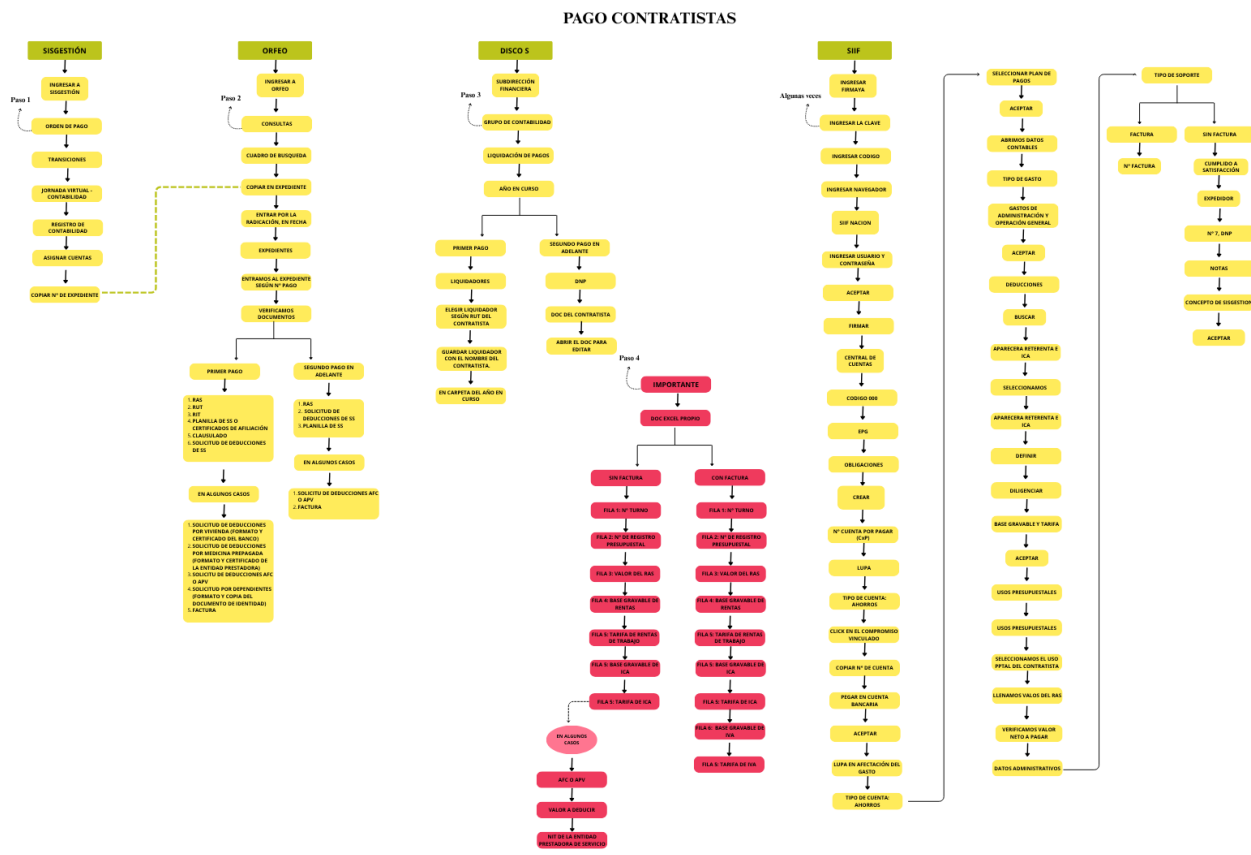 PAGO CONTRATISTAS
SISGESTIÓN
INGRESAR A
SISGESTIÓN
Paso 1
ORDEN DE PAGO
TRANSICIONES
JORNADA VIRTUAL -
CONTABILIDAD
REGISTRO DE
CONTABILIDAD
ASIGNAR CUENTAS
COPIAR Nº DE EXPEDIENTE
ORFEO
INGRESAR A
ORFEO
Paso 2
CONSULTAS
CUADRO DE BUSQUEDA
COPIAR EN EXPEDIENTE
ENTRAR POR LA
RADICACIÓN, EN FECHA
EXPEDIENTES
ENTRAMOS AL EXPEDIENTE
SEGÚN Nº PAGO
VERIFICAMOS
DOCUMENTOS
PRIMER PAGO
1. RAS
2. RUT
3. RIT
4. PLANILLA DE SS O
CERTIFICADOS DE AFILIACIÓN
5. CLAUSULADO
6. SOLICITUD DE DEDUCCIONES
DE SS
EN ALGUNOS CASOS
1. SOLICITUD DE DEDUCCIONES
POR VIVIENDA (FORMATO Y
CERTIFICADO DEL BANCO)
2. SOLICITUD DE DEDUCCIONES
POR MEDICINA PREPAGADA
(FORMATO Y CERTIFICADO DE
LA ENTIDAD PRESTADORA)
3. SOLICITU DE DEDUCCIONES AFC
O APV
4. SOLICITUD POR DEPENDIENTES
(FORMATO Y COPIA DEL
DOCUMENTO DE IDENTIDAD)
5. FACTURA
SEGUNDO PAGO EN
ADELANTE
1. RAS
2. SOLICITUD DE
DEDUCCIONES DE SS
3. PLANILLA DE SS
EN ALGUNOS CASOS
1. SOLICITU DE DEDUCCIONES AFC
O APV
2. FACTURA
DISCO S
SUBDIRECCIÓN
FINANCIERA
Paso 3
GRUPO DE CONTABILIDAD
LIQUIDACIÓN DE PAGOS
AÑO EN CURSO
PRIMER PAGO
LIQUIDADORES
ELEGIR LIQUIDADOR
SEGÚN RUT DEL
CONTRATISTA
GUARDAR LIQUIDADOR
CON EL NOMBRE DEL
CONTRATISTA.
EN CARPETA DEL AÑO EN
CURSO
SEGUNDO PAGO EN
ADELANTE
DNP
DOC DEL CONTRATISTA
ABRIR EL DOC PARA
EDITAR
Paso 4
IMPORTANTE
DOC EXCEL PROPIO
SIN FACTURA
FILA 1: Nº TURNO
FILA 2: Nº DE REGISTRO
PRESUPUESTAL
FILA 3: VALOR DEL RAS
FILA 4: BASE GRAVABLE DE
RENTAS
FILA 5: TARIFA DE RENTAS
DE TRABAJO
FILA 5: BASE GRAVABLE DE
ICA
FILA 5: TARIFA DE ICA
EN ALGUNOS
CASOS
AFC O APV
VALOR A DEDUCIR
NIT DE LA ENTIDAD
PRESTADORA DE SERVICIO
CON FACTURA
FILA 1: Nº TURNO
FILA 2: Nº DE REGISTRO
PRESUPUESTAL
FILA 3: VALOR DEL RAS
FILA 4: BASE GRAVABLE DE
RENTAS
FILA 5: TARIFA DE RENTAS
DE TRABAJO
FILA 5: BASE GRAVABLE DE
ICA
FILA 5: TARIFA DE ICA
FILA 6: BASE GRAVABLE DE
IVA
FILA 6: TARIFA DE IVA
SIIF
INGRESAR
FIRMAYA
Algunas veces
INGRESAR LA CLAVE
INGRESAR CODIGO
INGRESAR NAVEGADOR
SIIF NACION
INGRESAR USUARIO Y
CONTRASEÑA
ACEPTAR
FIRMAR
CENTRAL DE
CUENTAS
CODIGO 000
EPG
OBLIGACIONES
CREAR
Nº CUENTA POR PAGAR
(CxP)
LUPA
TIPO DE CUENTA:
AHORROS
CLICK EN EL COMPROMISO
VINCULADO
COPIAR Nº DE CUENTA
PEGAR EN CUENTA
BANCARIA
ACEPTAR
LUPA EN AFECTACIÓN DEL
GASTO
TIPO DE CUENTA:
AHORROS
SELECCIONAR PLAN DE
PAGOS
ACEPTAR
ABRIMOS DATOS
CONTABLES
TIPO DE GASTO
GASTOS DE
ADMINISTRACIÓN Y
OPERACIÓN GENERAL
ACEPTAR
DEDUCCIONES
BUSCAR
APARECERA RETERENTA E
ICA
SELECCIONAMOS
APARECERA RETERENTA E
ICA
DEFINIR
DILIGENCIAR
BASE GRAVABLE Y TARIFA
ACEPTAR
USOS PRESUPUESTALES
USOS PRESUPUESTALES
SELECCIONAMOS EL USO
PPTAL DEL CONTRATISTA
LLENAMOS VALOS DEL RAS
VERIFICAMOS VALOR
NETO A PAGAR
DATOS ADMINISTRATIVOS
TIPO DE SOPORTE
FACTURA
Nº FACTURA
SIN FACTURA
CUMPLIDO A
SATISFACCIÓN
EXPEDIDOR
Nº 7, DNP
NOTAS
CONCEPTO DE SISGESTION
ACEPTAR